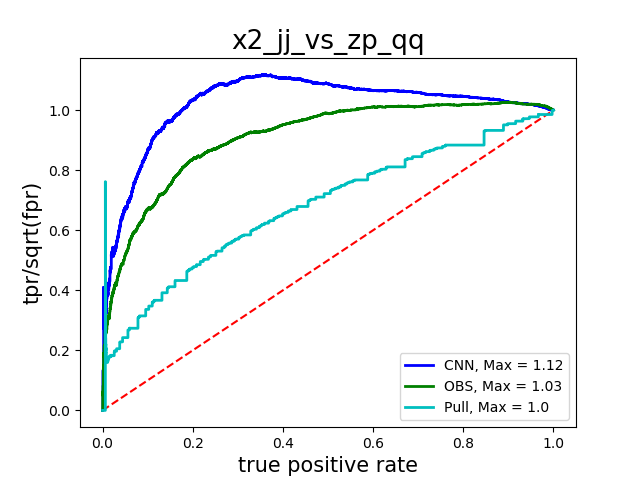 x2_jj_vs_zp_qq
tpr/sqrt(fpr)
1.0
0.8
0.6
0.4
0.2
0.0
CNN, Max = 1.12
OBS, Max = 1.03
Pull, Max = 1.0
0.0 0.2 0.4 0.6 0.8 1.0
true positive rate